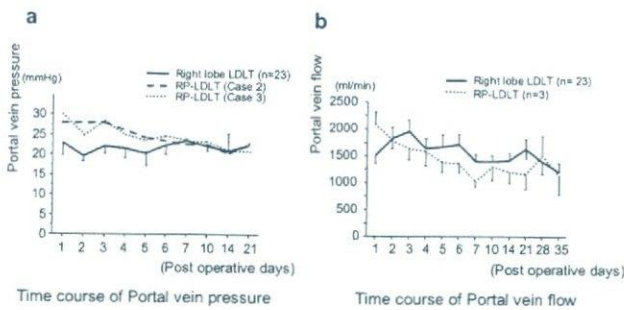 a
Portal vein
pressure
(mmHg)
Right lobe LDLT (n=23)
RP-LDLT (Case 2)
RP-LDLT (Case 3)
30
25
20
15
10
5
0
1 2 3 4 5 6 7 10 14 21
(Post operative days)
Time course of Portal vein pressure
b
Portal vein
flow
(ml/min)
Right lobe LDLT (n= 23)
RP-LDLT (n=3)
2500
2000
1500
1000
500
0
1 2 3 4 5 6 7 10 14 21 28 35
(Post operative days)
Time course of Portal vein flow